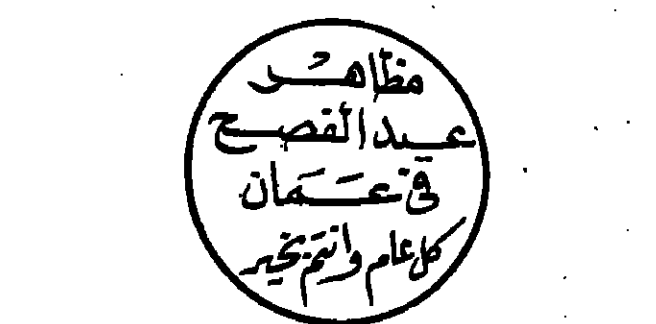 مظاهر
عيد الفصح
في عمان
كل عام وانتم بخير